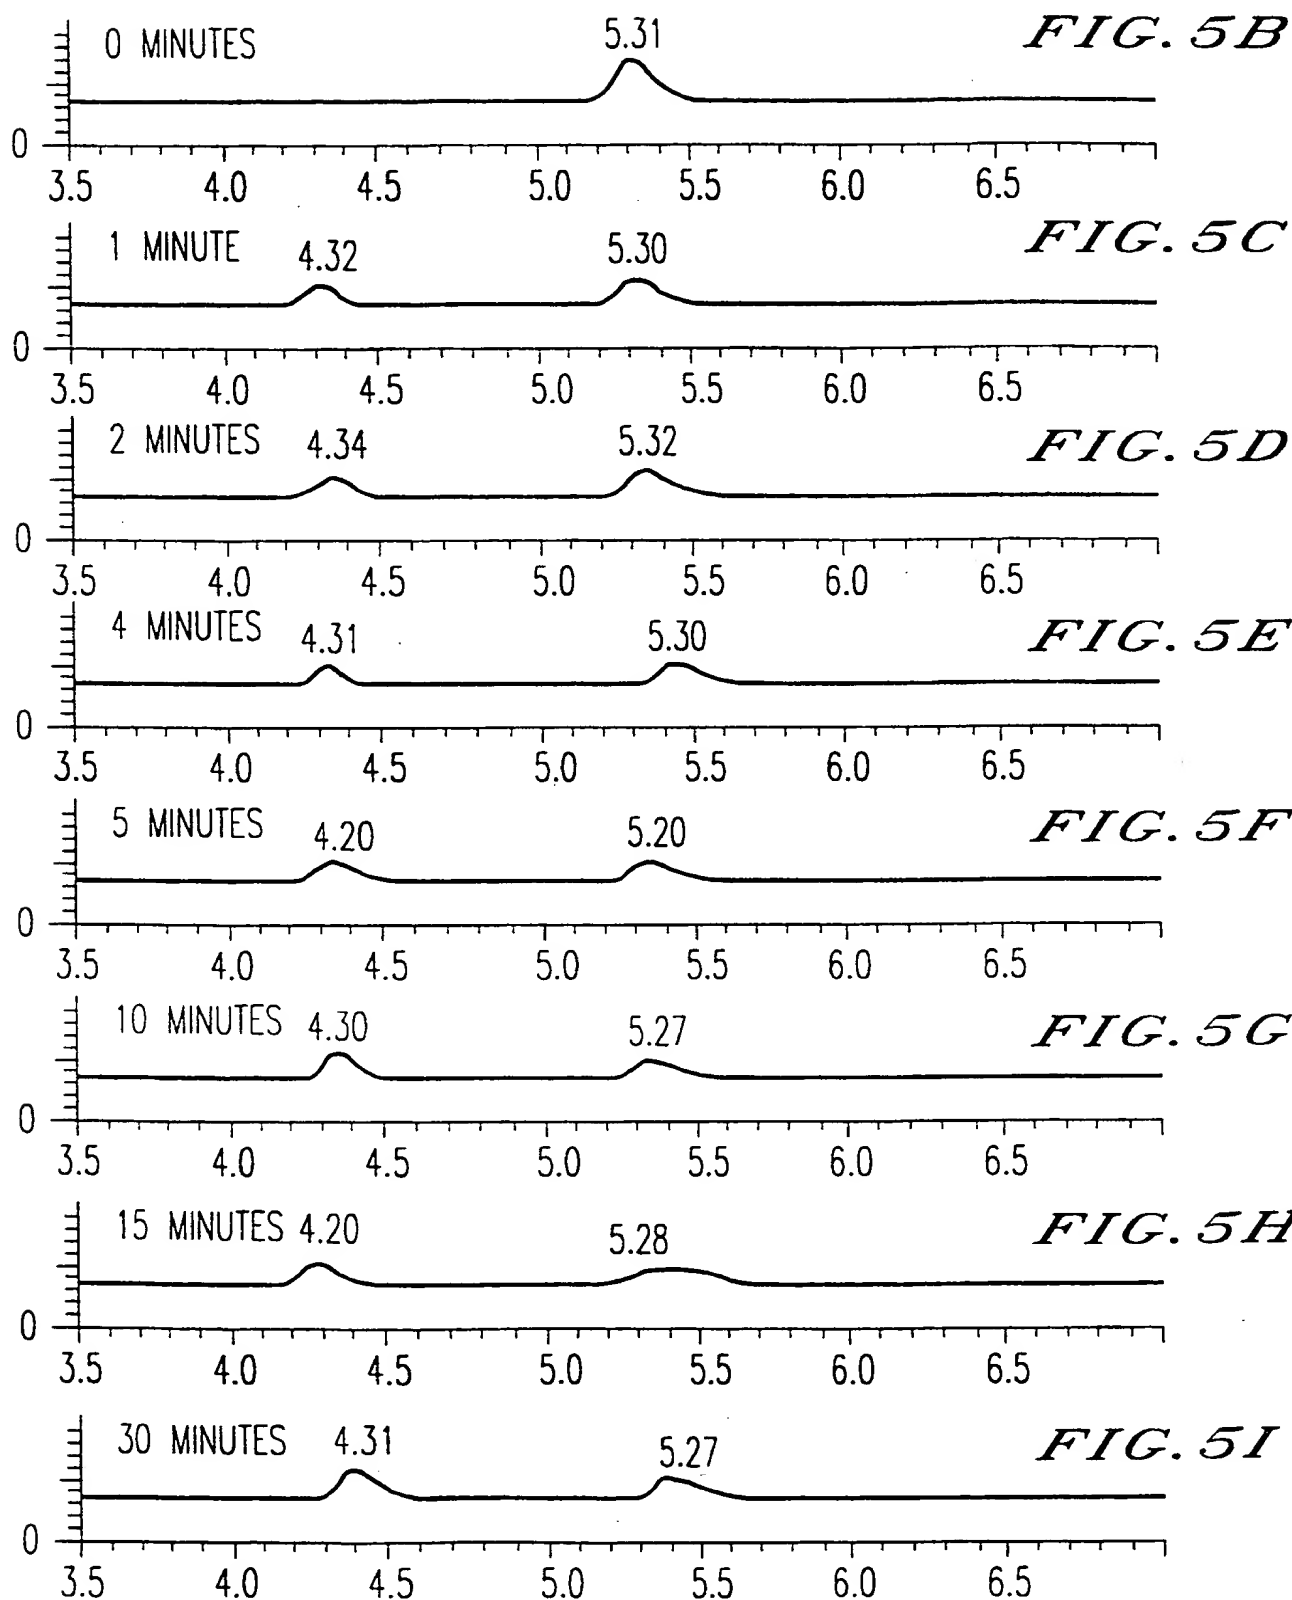 0 MINUTES 5.31 FIG. 5B
0
3.5 4.0 4.5 5.0 5.5 6.0 6.5
1 MINUTE 4.32 5.30 FIG. 5C
0
3.5 4.0 4.5 5.0 5.5 6.0 6.5
2 MINUTES 4.34 5.32 FIG. 5D
0
3.5 4.0 4.5 5.0 5.5 6.0 6.5
4 MINUTES 4.31 5.30 FIG. 5E
0
3.5 4.0 4.5 5.0 5.5 6.0 6.5
5 MINUTES 4.20 5.20 FIG. 5F
0
3.5 4.0 4.5 5.0 5.5 6.0 6.5
10 MINUTES 4.30 5.27 FIG. 5G
0
3.5 4.0 4.5 5.0 5.5 6.0 6.5
15 MINUTES 4.20 5.28 FIG. 5H
0
3.5 4.0 4.5 5.0 5.5 6.0 6.5
30 MINUTES 4.31 5.27 FIG. 5I
0
3.5 4.0 4.5 5.0 5.5 6.0 6.5